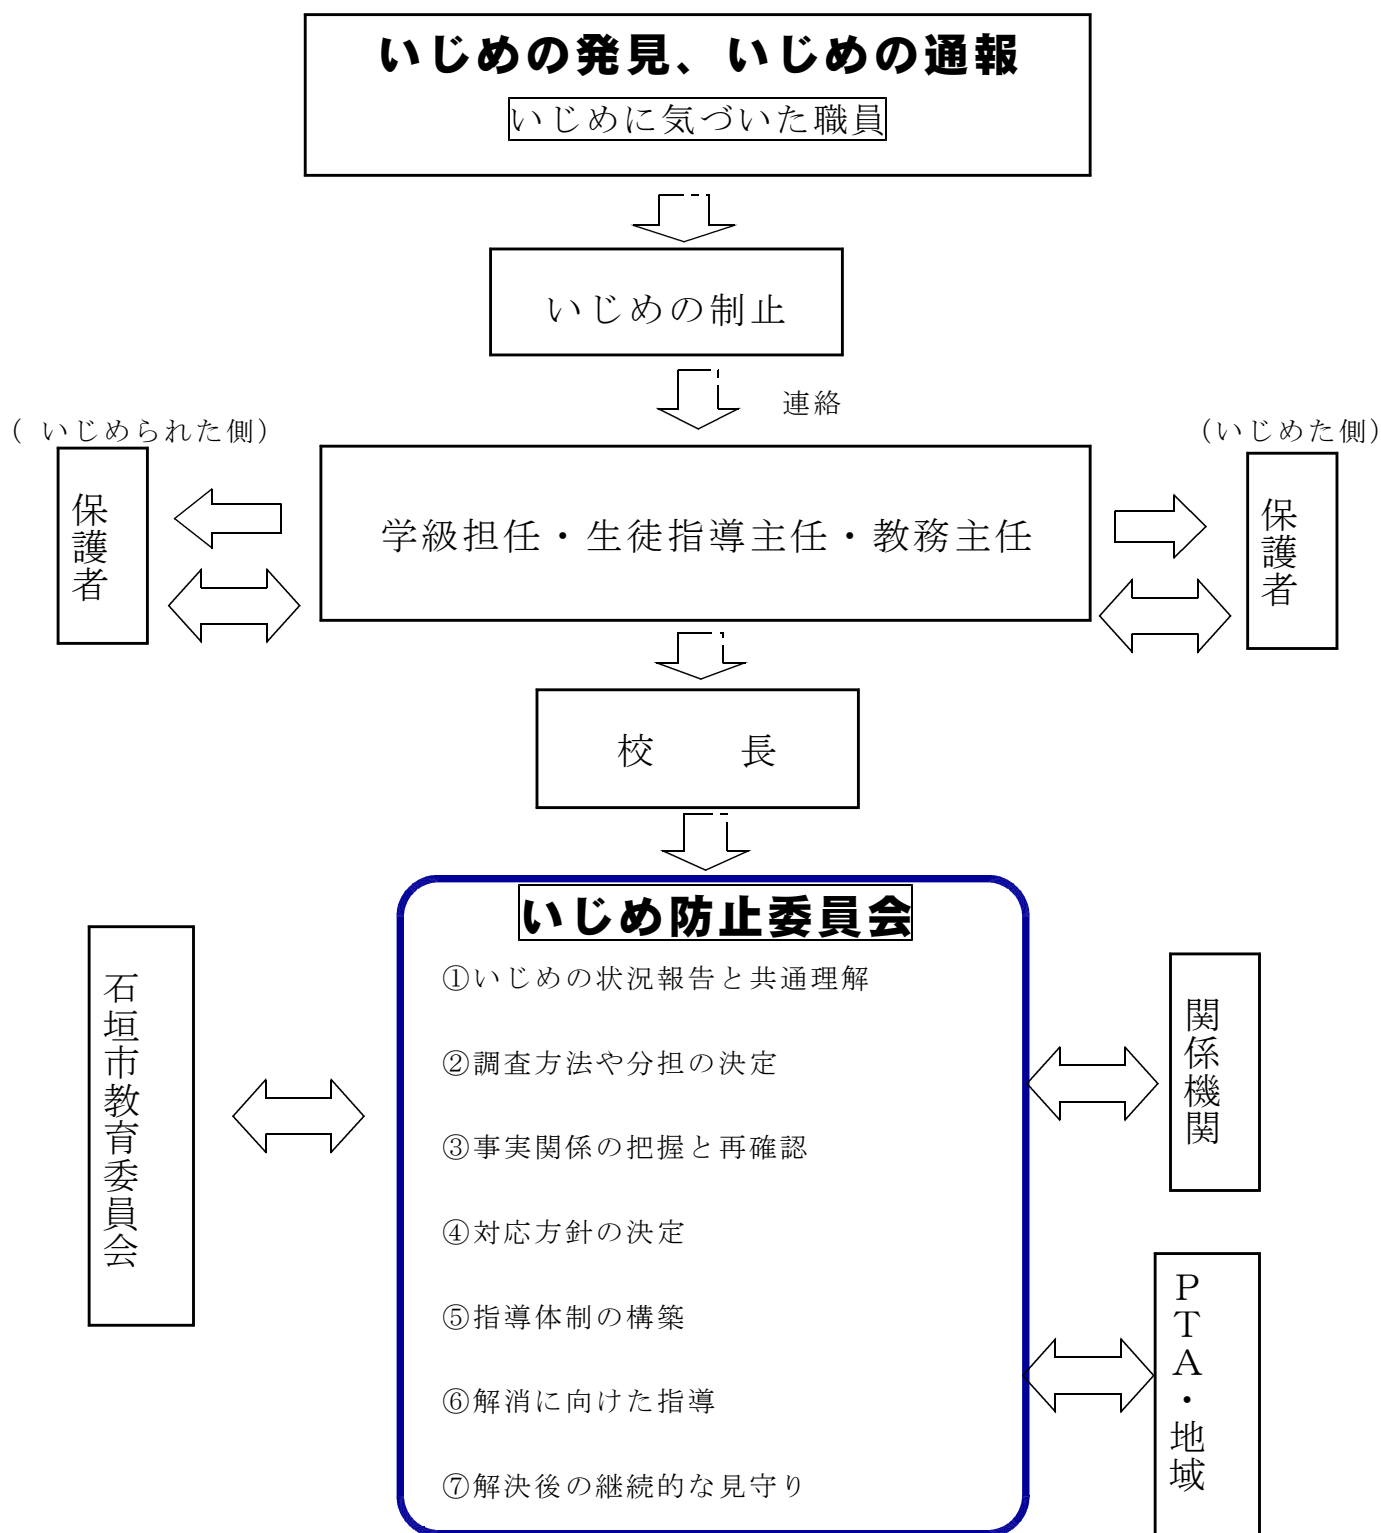 いじめの発見、いじめの通報
いじめに気づいた職員
いじめの制止
連絡
( いじめられた側)
(いじめた側)
保護者
学級担任・生徒指導主任・教務主任
保護者
校　　長
いじめ防止委員会
①いじめの状況報告と共通理解
②調査方法や分担の決定
③事実関係の把握と再確認
④対応方針の決定
⑤指導体制の構築
⑥解消に向けた指導
⑦解決後の継続的な見守り
石垣市教育委員会
関係機関
PTA・地域